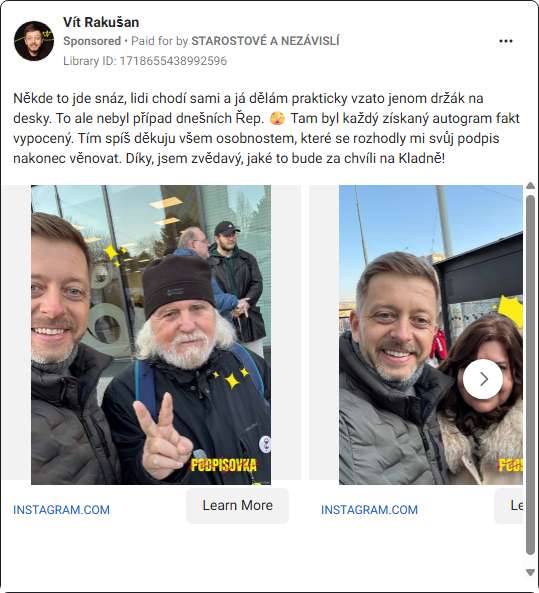 Vít Rakušan
Sponsored • Paid for by STAROSTOVÉ A NEZÁVISLÍ
Library ID: 1718655438992596
Někde to jde snáz, lidi chodí sami a já dělám prakticky vzato jenom držák na
desky. To ale nebyl případ dnešních Řep. 🫣 Tam byl každý získaný autogram fakt
vypocený. Tím spíš děkuju všem osobnostem, které se rozhodly mi svůj podpis
nakonec věnovat. Díky, jsem zvědavý, jaké to bude za chvíli na Kladně!
PODPISOVKA
PODPISOVKA
INSTAGRAM.COM
Learn More
INSTAGRAM.COM
Le